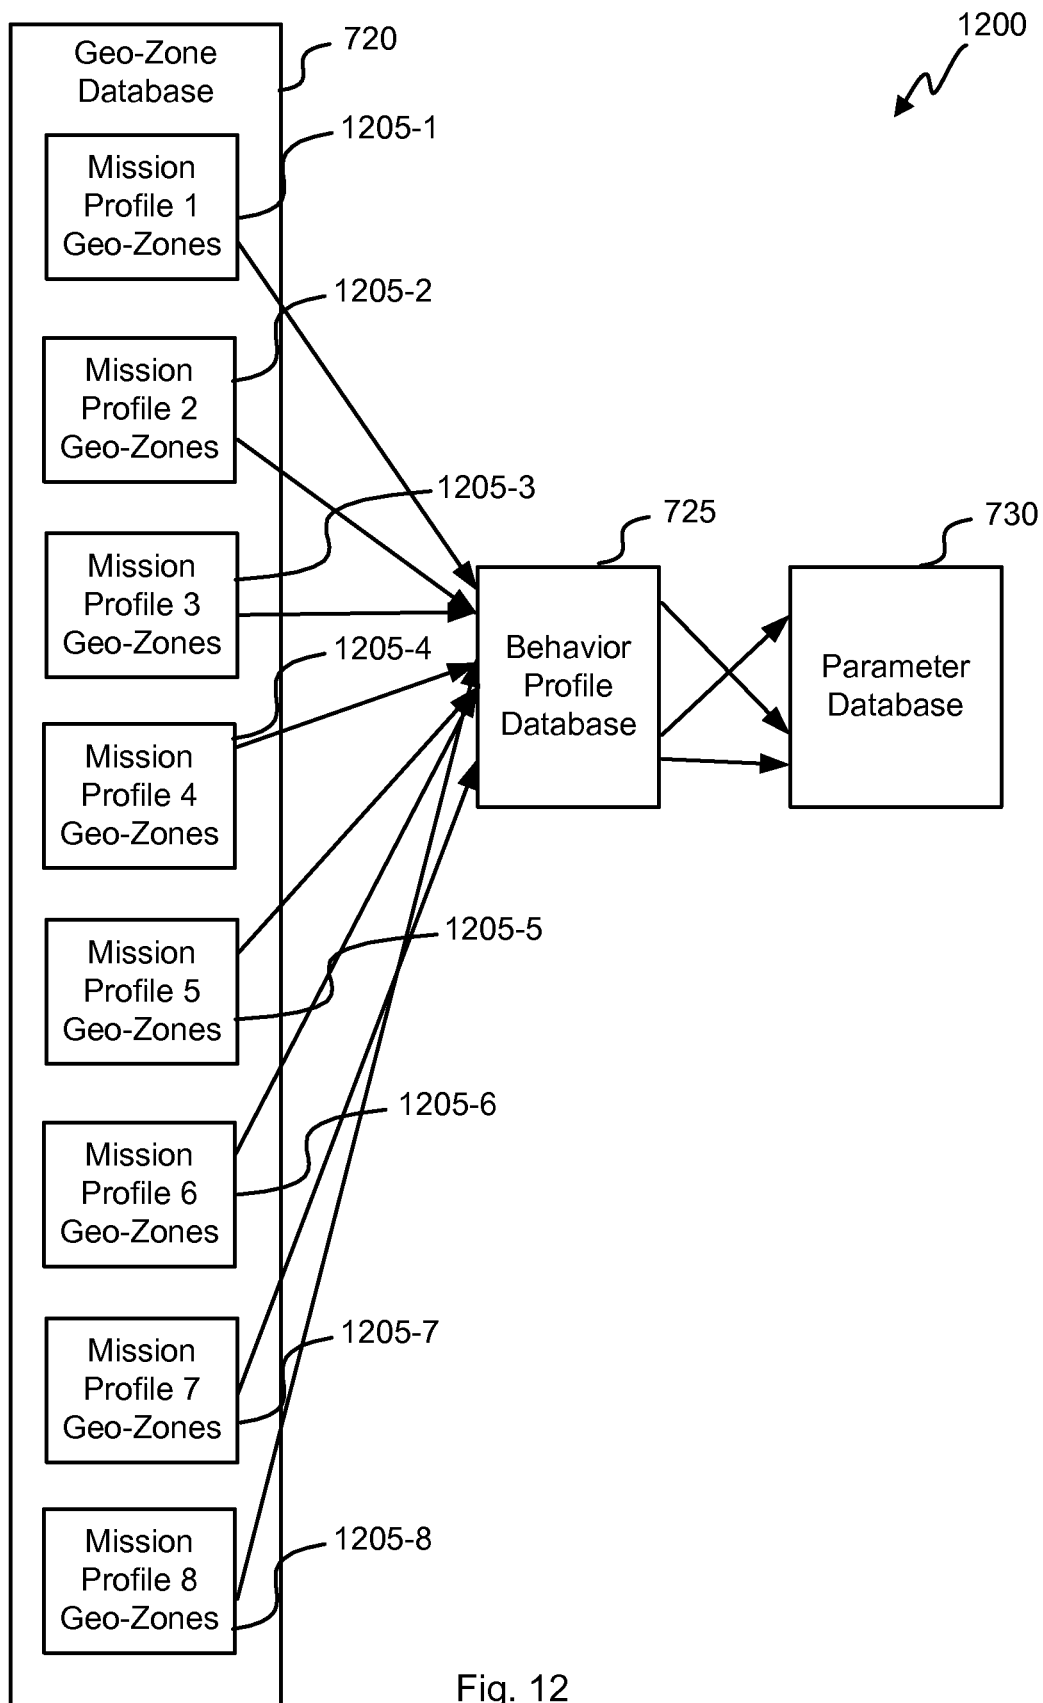 1200
720
Geo-Zone
Database
1205-1
Mission
Profile 1
Geo-Zones
1205-2
Mission
Profile 2
Geo-Zones
1205-3
Mission
Profile 3
Geo-Zones
1205-4
Mission
Profile 4
Geo-Zones
725
Behavior
Profile
Database
730
Parameter
Database
1205-5
Mission
Profile 5
Geo-Zones
1205-6
Mission
Profile 6
Geo-Zones
1205-7
Mission
Profile 7
Geo-Zones
1205-8
Mission
Profile 8
Geo-Zones
Fig. 12